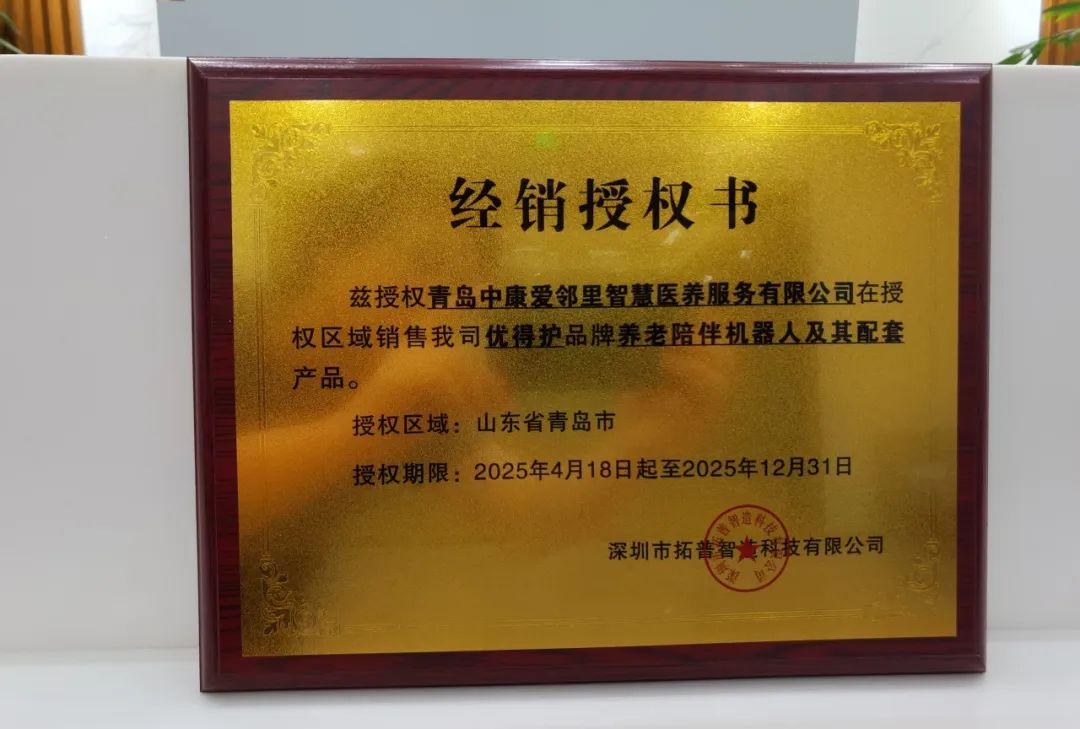 经销授权书
兹授权青岛中康爱邻里智慧医养服务有限公司在授
权区域销售我司优得护品牌养老陪伴机器人及其配套
产品。
授权区域：山东省青岛市
授权期限：2025年4月18日起至2025年12月31日
深圳市拓普智造科技有限公司